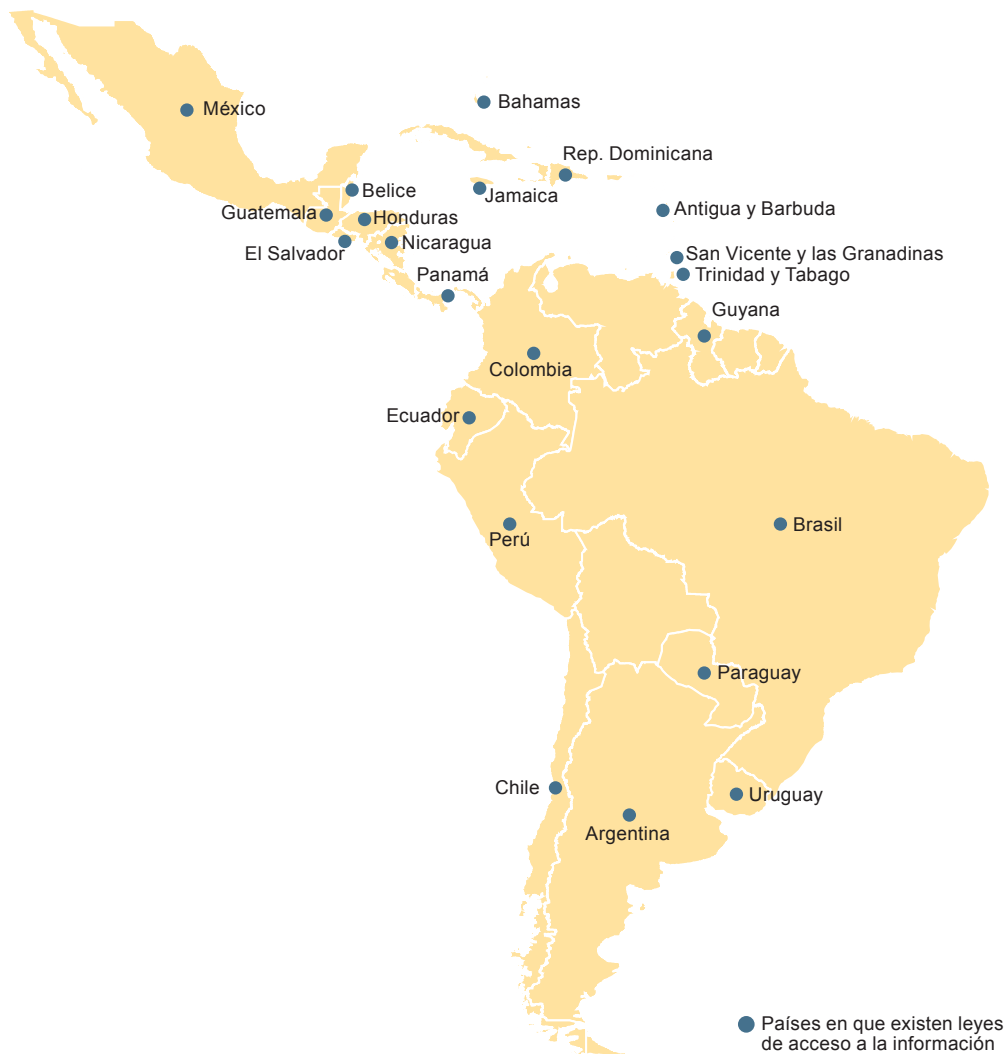 Bahamas
México
Rep. Dominicana
Belice
Jamaica
Antigua y Barbuda
Guatemala
Honduras
Nicaragua
El Salvador
San Vicente y las Granadinas
Panamá
Trinidad y Tabago
Guyana
Colombia
Ecuador
Brasil
Perú
Paraguay
Chile
Uruguay
Argentina
Países en que existen leyes
de acceso a la información